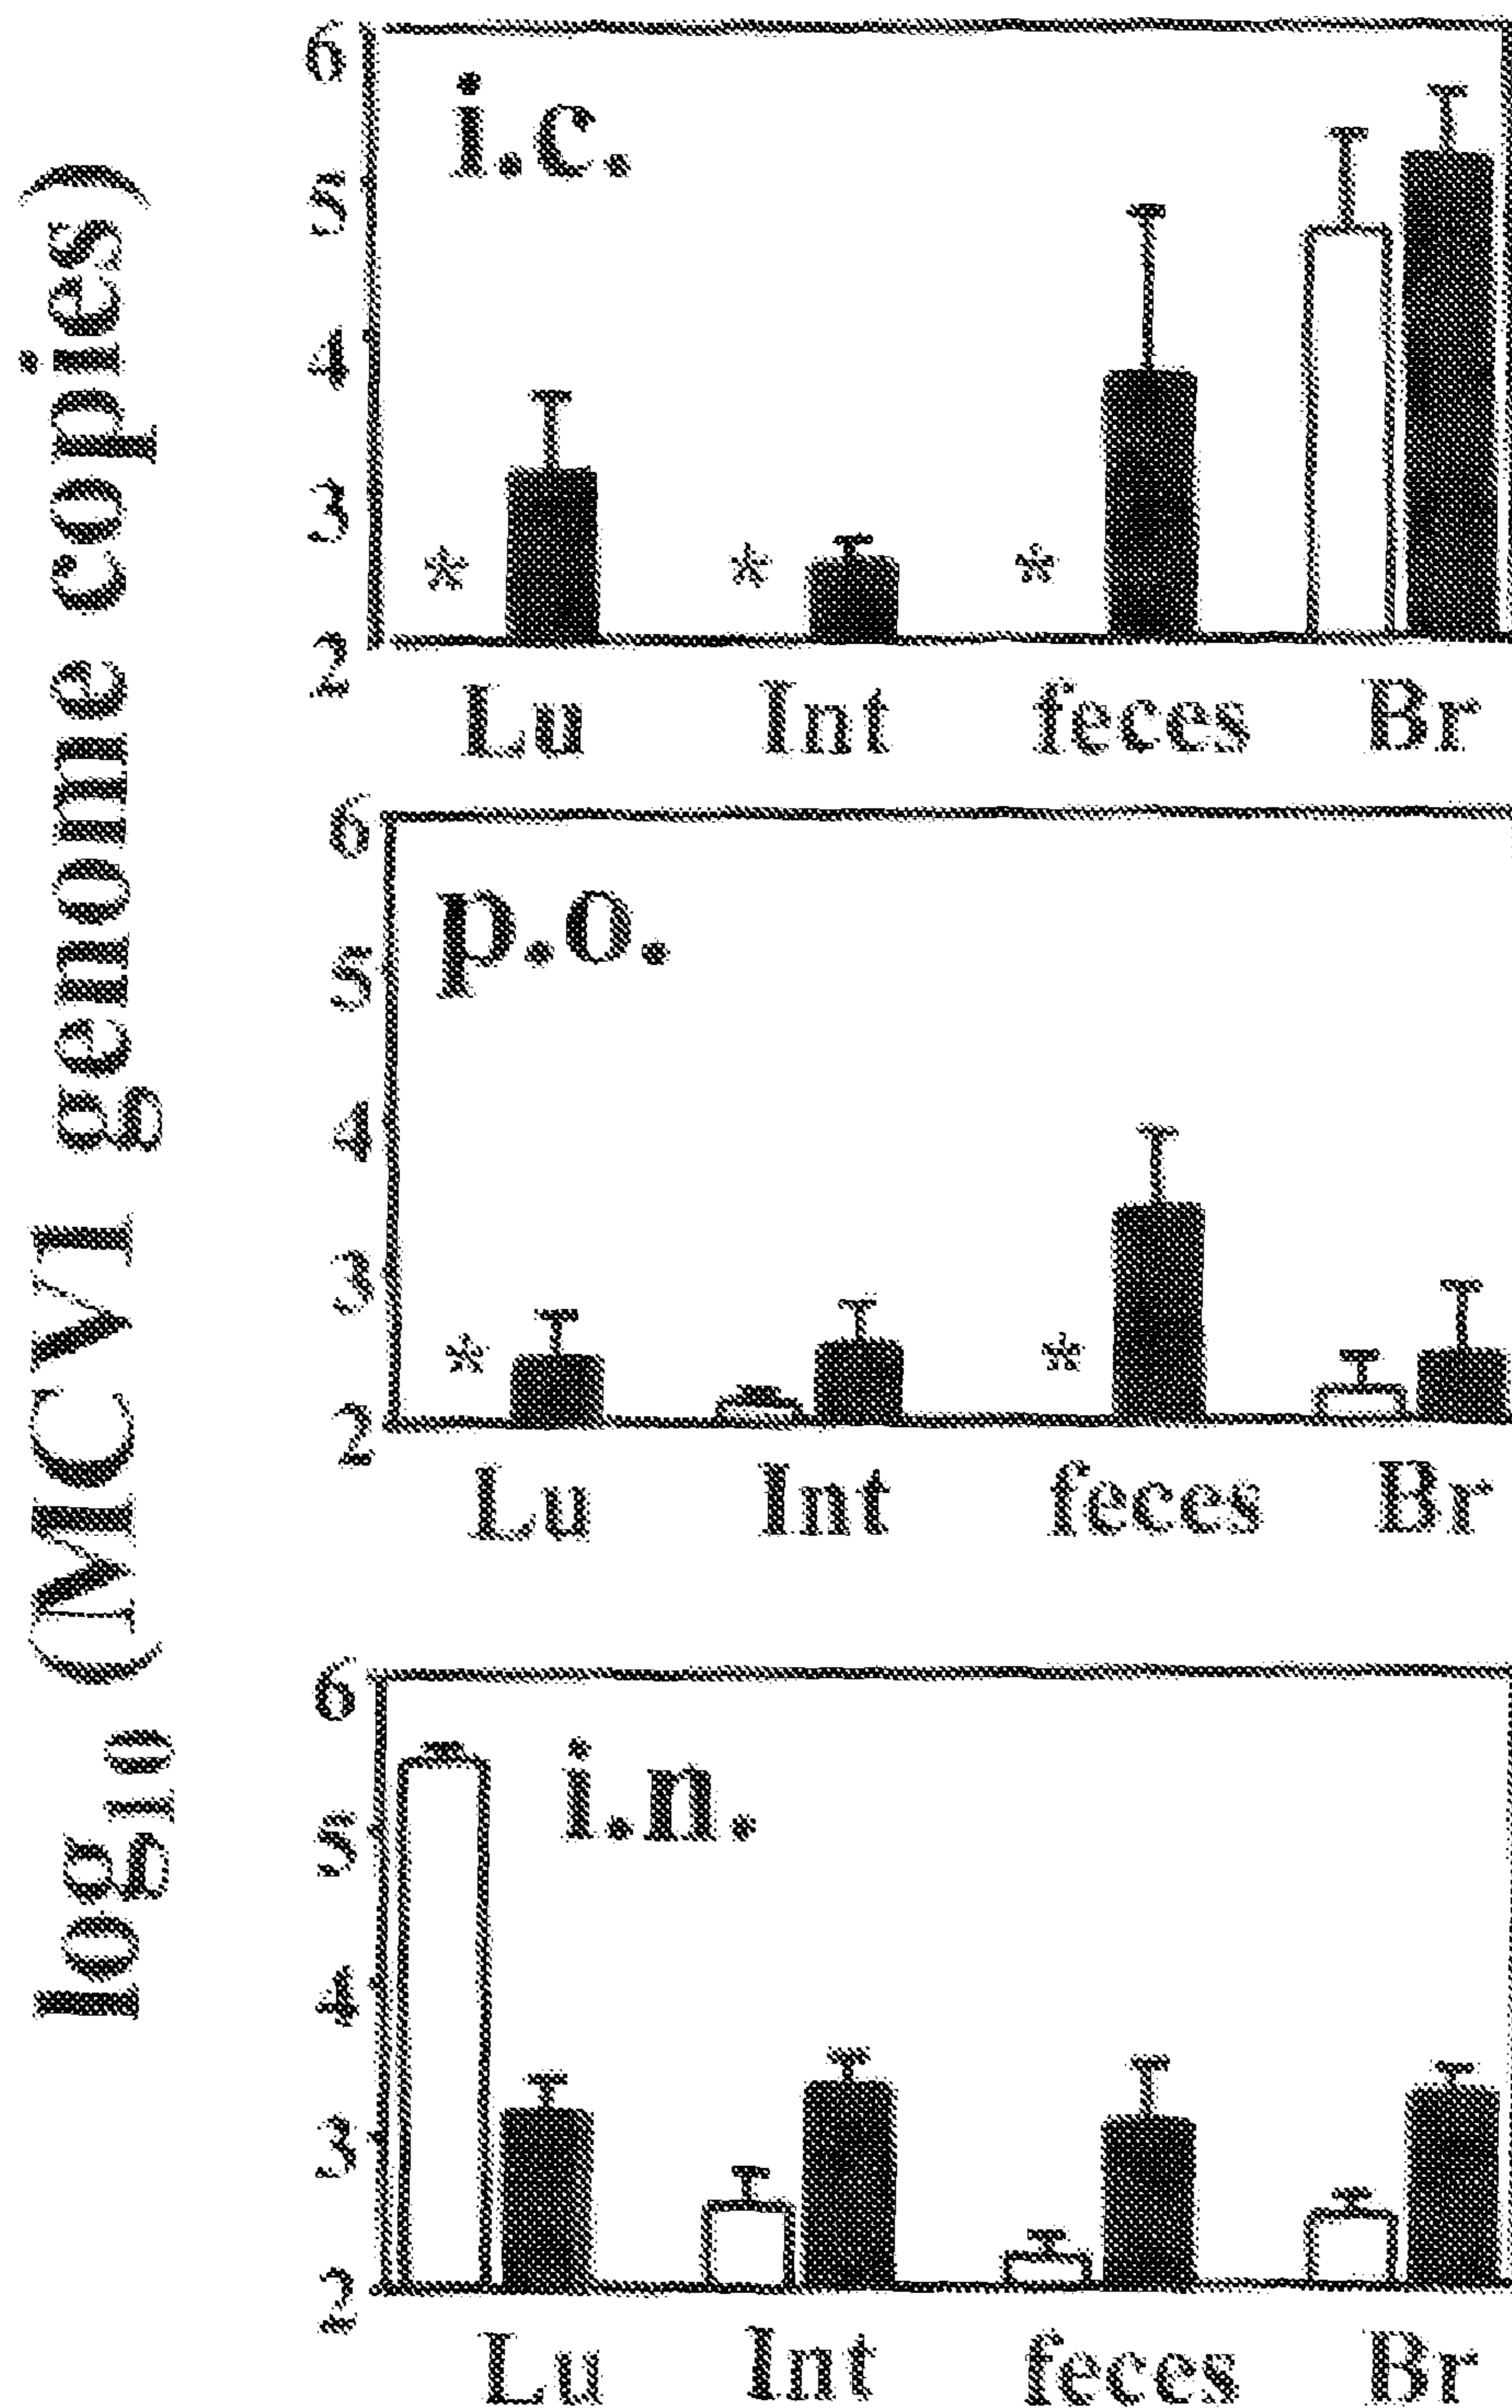 log10 (MCVI genome copies)
6
i.c.
5
4
3
* * *
2
Lu Int feces Br
6
p.o.
5
4
3
* *
2
Lu Int feces Br
6
i.n.
5
4
3
2
Lu Int feces Br